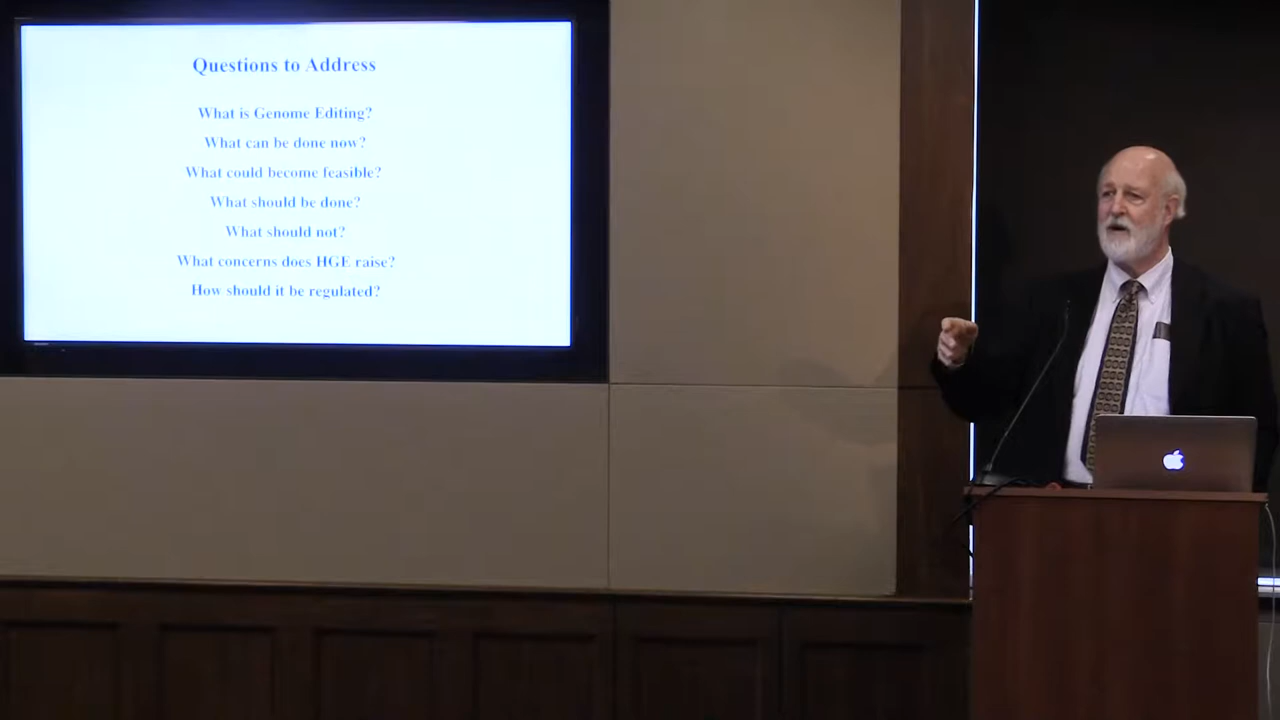 Questions to Address
What is Genome Editing?
What can be done now?
What could become feasible?
What should be done?
What should not?
What concerns does HGE raise?
How should it be regulated?